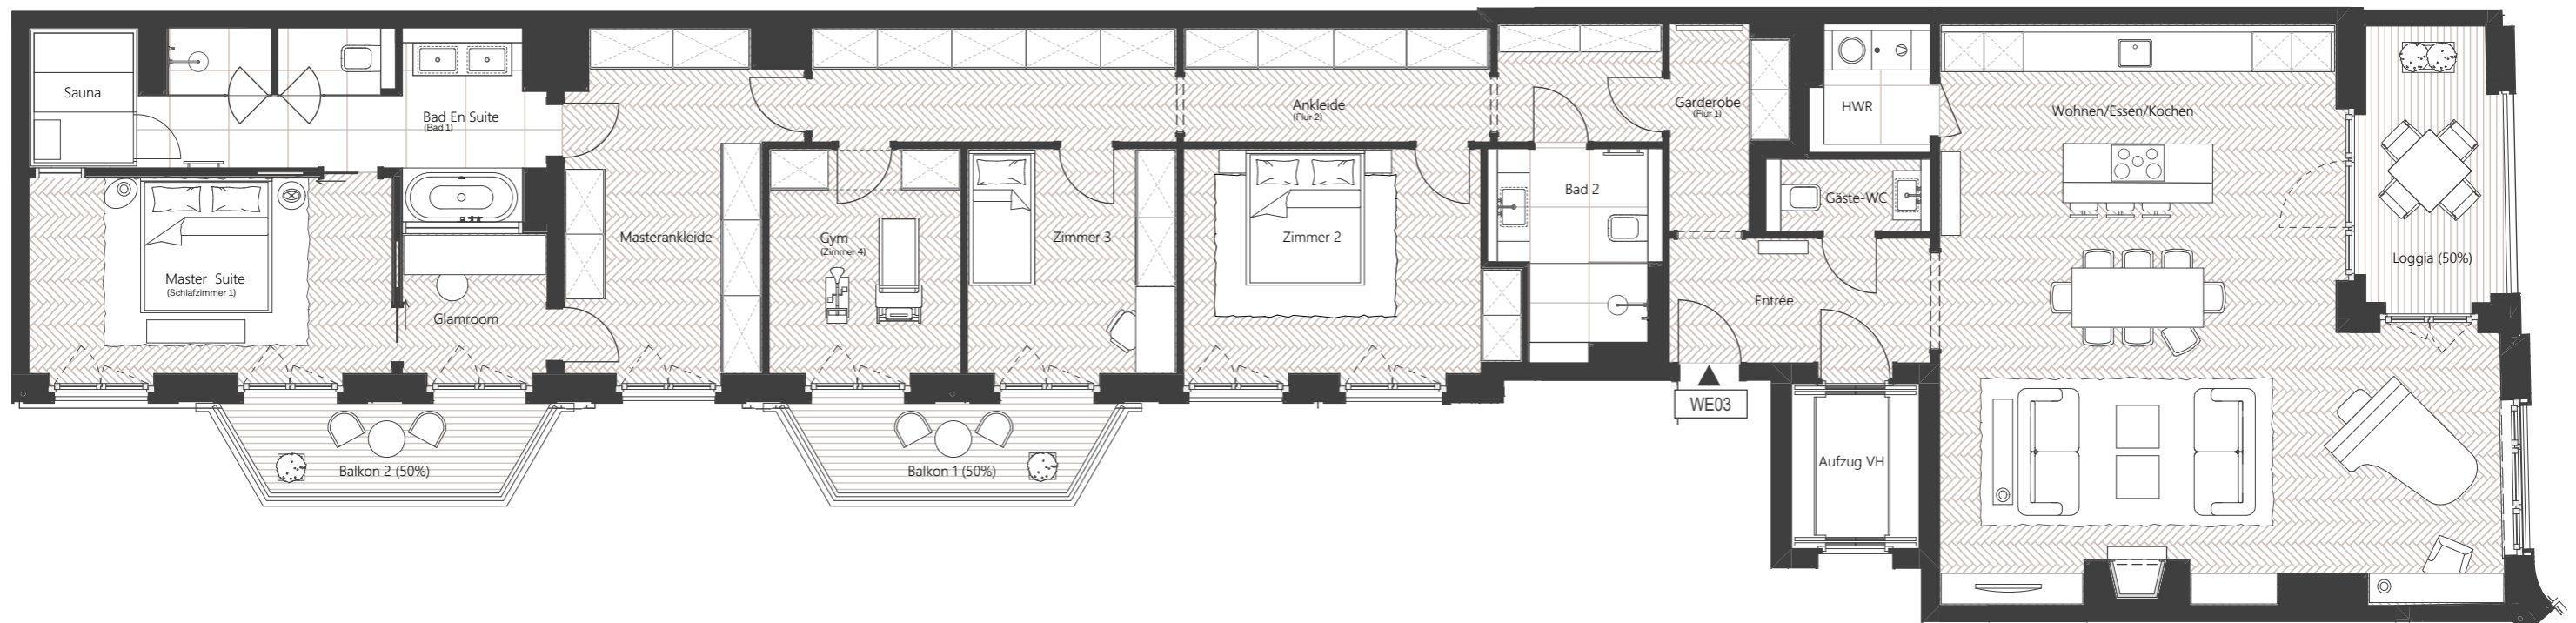 Sauna
Bad En Suite
(Bad 1)
Ankleide
(Flur 2)
Garderobe
(Flur 1)
HWR
Wohnen/Essen/Kochen
Bad 2
Gäste-WC
Masterankleide
Gym
(Zimmer 4)
Zimmer 3
Zimmer 2
Loggia (50%)
Master Suite
(Schlafzimmer 1)
Glamroom
Entrée
WE03
Aufzug VH
Balkon 2 (50%)
Balkon 1 (50%)